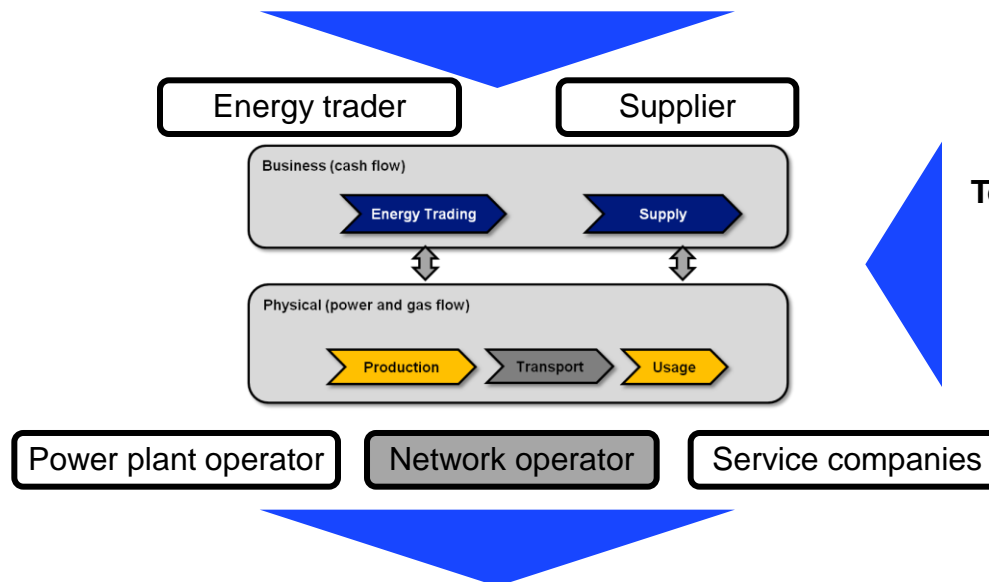 Energy trader
Supplier
Business (cash flow)
Energy Trading
Supply
Physical (power and gas flow)
Production
Transport
Usage
Power plant operator
Network operator
Service companies